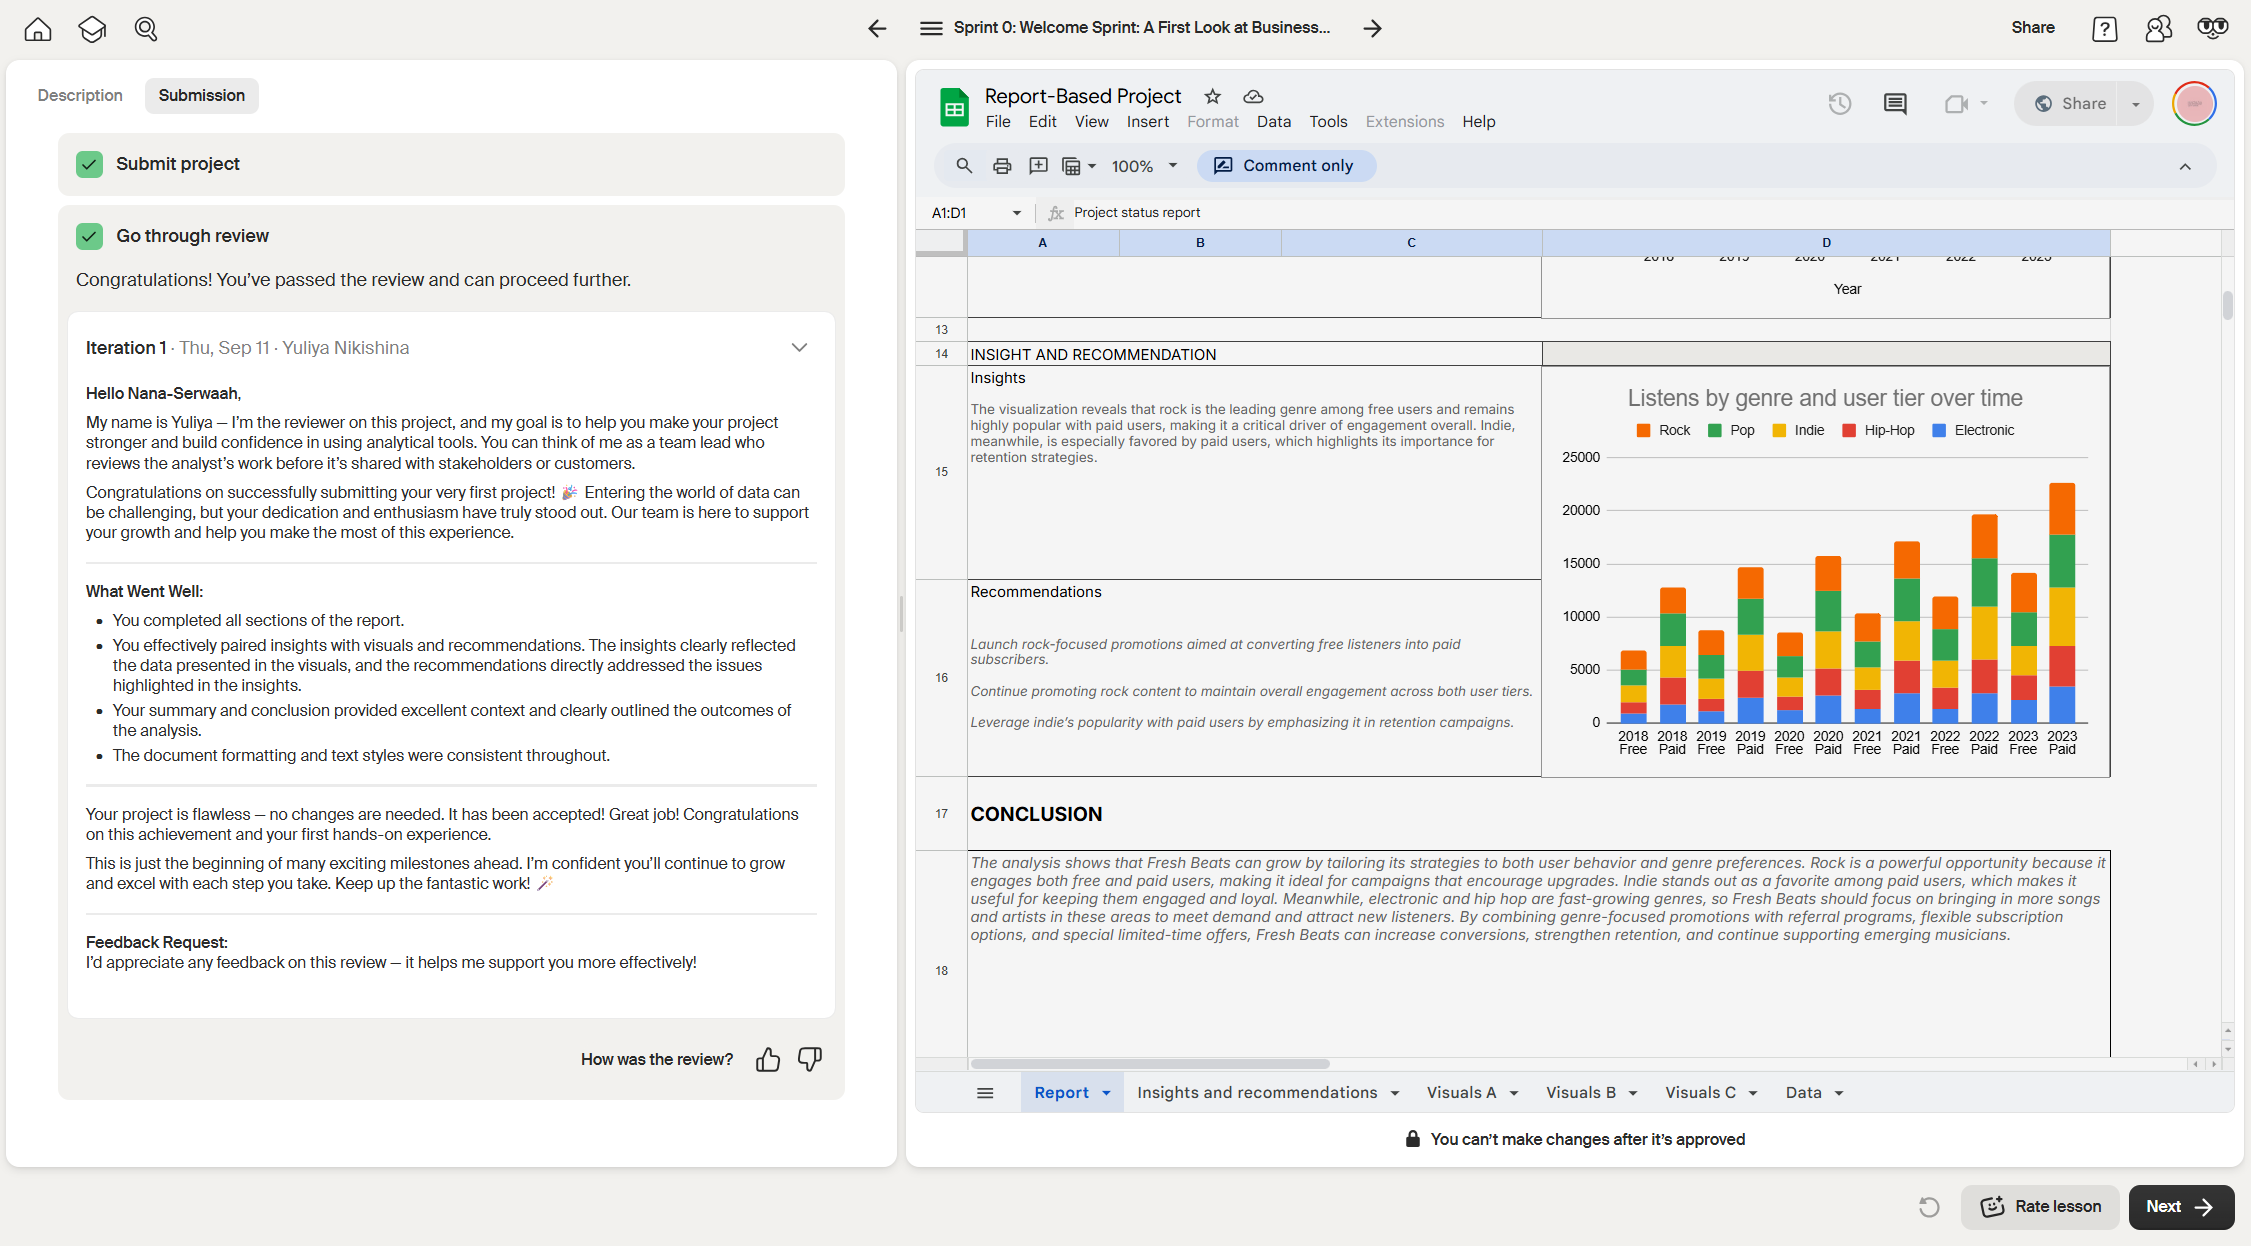 Sprint 0: Welcome Sprint: A First Look at Business...
Share
Description
Submission
Submit project
Go through review
Congratulations! You've passed the review and can proceed further.
Iteration 1 · Thu, Sep 11 · Yuliya Nikishina
Hello Nana-Serwaah,
My name is Yuliya – I'm the reviewer on this project, and my goal is to help you make your project
stronger and build confidence in using analytical tools. You can think of me as a team lead who
reviews the analyst's work before it's shared with stakeholders or customers.
Congratulations on successfully submitting your very first project! 🎉 Entering the world of data can
be challenging, but your dedication and enthusiasm have truly stood out. Our team is here to support
your growth and help you make the most of this experience.
What Went Well:
• You completed all sections of the report.
• You effectively paired insights with visuals and recommendations. The insights clearly reflected
the data presented in the visuals, and the recommendations directly addressed the issues
highlighted in the insights.
• Your summary and conclusion provided excellent context and clearly outlined the outcomes of
the analysis.
• The document formatting and text styles were consistent throughout.
Your project is flawless – no changes are needed. It has been accepted! Great job! Congratulations
on this achievement and your first hands-on experience.
This is just the beginning of many exciting milestones ahead. I'm confident you'll continue to grow
and excel with each step you take. Keep up the fantastic work! 🪄
Feedback Request:
I'd appreciate any feedback on this review – it helps me support you more effectively!
How was the review?
Report-Based Project
File Edit View Insert Format Data Tools Extensions Help
Share
100%
Comment only
A1:D1
fx Project status report
A B C D
2018 2019 2020 2021 2022 2023
Year
13
14 INSIGHT AND RECOMMENDATION
15
Insights
The visualization reveals that rock is the leading genre among free users and remains
highly popular with paid users, making it a critical driver of engagement overall. Indie,
meanwhile, is especially favored by paid users, which highlights its importance for
retention strategies.
16
Recommendations
Launch rock-focused promotions aimed at converting free listeners into paid
subscribers.
Continue promoting rock content to maintain overall engagement across both user tiers.
Leverage indie's popularity with paid users by emphasizing it in retention campaigns.
Listens by genre and user tier over time
Rock Pop Indie Hip-Hop Electronic
25000
20000
15000
10000
5000
0
2018 2018 2019 2019 2020 2020 2021 2021 2022 2022 2023 2023
Free Paid Free Paid Free Paid Free Paid Free Paid Free Paid
17 CONCLUSION
18
The analysis shows that Fresh Beats can grow by tailoring its strategies to both user behavior and genre preferences. Rock is a powerful opportunity because it
engages both free and paid users, making it ideal for campaigns that encourage upgrades. Indie stands out as a favorite among paid users, which makes it
useful for keeping them engaged and loyal. Meanwhile, electronic and hip hop are fast-growing genres, so Fresh Beats should focus on bringing in more songs
and artists in these areas to meet demand and attract new listeners. By combining genre-focused promotions with referral programs, flexible subscription
options, and special limited-time offers, Fresh Beats can increase conversions, strengthen retention, and continue supporting emerging musicians.
Report Insights and recommendations Visuals A Visuals B Visuals C Data
You can't make changes after it's approved
Rate lesson
Next